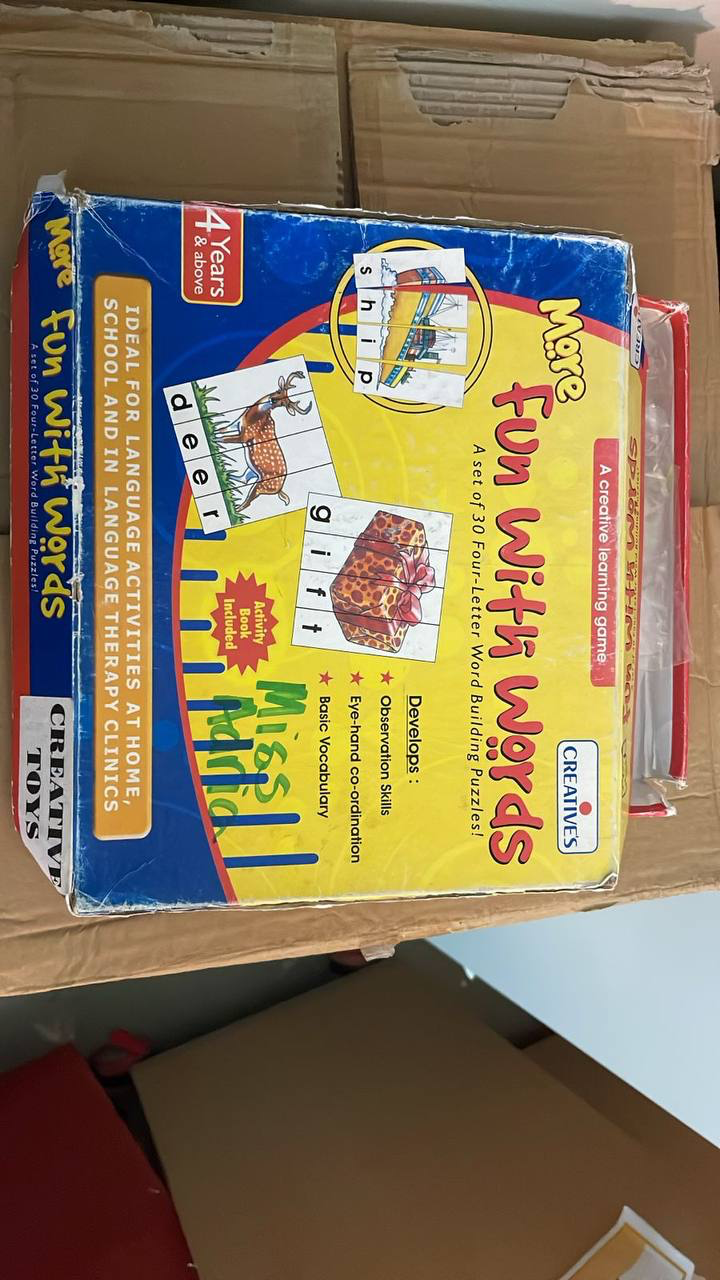 CREATIVE'S
A creative learning game
More
Fun With Words
A set of 30 Four-Letter Word Building Puzzles!
s h i p
g i f t
d e e r
Develops :
Observation Skills
Eye-hand co-ordination
Basic Vocabulary
Activity
Book
Included
Miss
4 Years
& above
IDEAL FOR LANGUAGE ACTIVITIES AT HOME,
SCHOOL AND IN LANGUAGE THERAPY CLINICS
More Fun With Words
A set of 30 Four-Letter Word Building Puzzles!
CREATIVE
TOYS